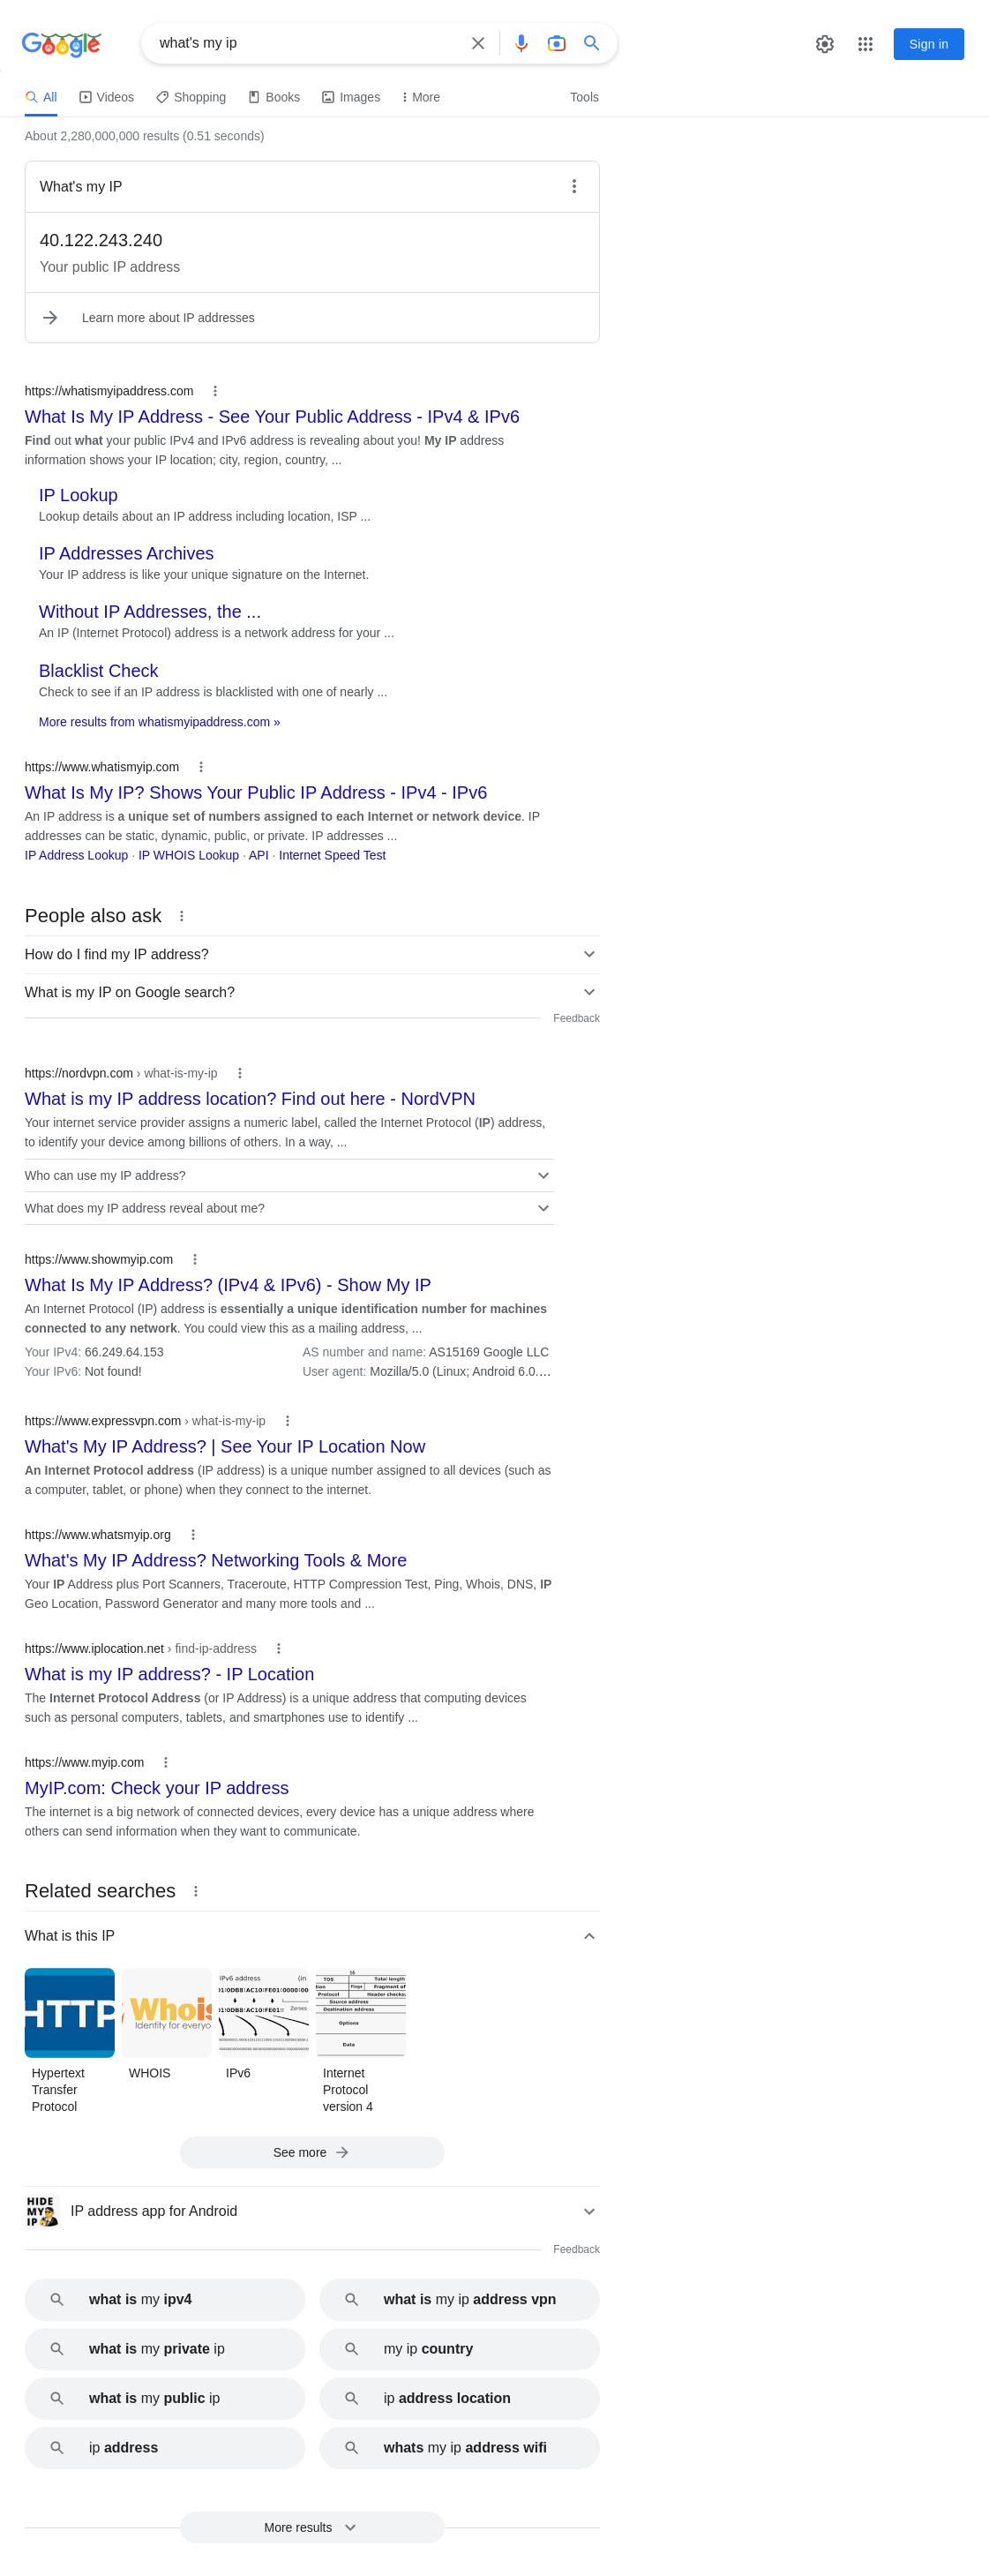 Google
what's my ip
Sign in
All
Videos
Shopping
Books
Images
More
Tools
About 2,280,000,000 results (0.51 seconds)
What's my IP
40.122.243.240
Your public IP address
Learn more about IP addresses
https://whatismyipaddress.com
What Is My IP Address - See Your Public Address - IPv4 & IPv6
Find out what your public IPv4 and IPv6 address is revealing about you! My IP address
information shows your IP location; city, region, country, ...
IP Lookup
Lookup details about an IP address including location, ISP ...
IP Addresses Archives
Your IP address is like your unique signature on the Internet.
Without IP Addresses, the ...
An IP (Internet Protocol) address is a network address for your ...
Blacklist Check
Check to see if an IP address is blacklisted with one of nearly ...
More results from whatismyipaddress.com »
https://www.whatismyip.com
What Is My IP? Shows Your Public IP Address - IPv4 - IPv6
An IP address is a unique set of numbers assigned to each Internet or network device. IP
addresses can be static, dynamic, public, or private. IP addresses ...
IP Address Lookup · IP WHOIS Lookup · API · Internet Speed Test
People also ask
How do I find my IP address?
What is my IP on Google search?
Feedback
https://nordvpn.com › what-is-my-ip
What is my IP address location? Find out here - NordVPN
Your internet service provider assigns a numeric label, called the Internet Protocol (IP) address,
to identify your device among billions of others. In a way, ...
Who can use my IP address?
What does my IP address reveal about me?
https://www.showmyip.com
What Is My IP Address? (IPv4 & IPv6) - Show My IP
An Internet Protocol (IP) address is essentially a unique identification number for machines
connected to any network. You could view this as a mailing address, ...
Your IPv4: 66.249.64.153
AS number and name: AS15169 Google LLC
Your IPv6: Not found!
User agent: Mozilla/5.0 (Linux; Android 6.0....
https://www.expressvpn.com › what-is-my-ip
What's My IP Address? | See Your IP Location Now
An Internet Protocol address (IP address) is a unique number assigned to all devices (such as
a computer, tablet, or phone) when they connect to the internet.
https://www.whatsmyip.org
What's My IP Address? Networking Tools & More
Your IP Address plus Port Scanners, Traceroute, HTTP Compression Test, Ping, Whois, DNS, IP
Geo Location, Password Generator and many more tools and ...
https://www.iplocation.net › find-ip-address
What is my IP address? - IP Location
The Internet Protocol Address (or IP Address) is a unique address that computing devices
such as personal computers, tablets, and smartphones use to identify ...
https://www.myip.com
MyIP.com: Check your IP address
The internet is a big network of connected devices, every device has a unique address where
others can send information when they want to communicate.
Related searches
What is this IP
HTTP
Whois
Identity for everyo
IPv6 address (in
Zeroes
16
TOS Total length
Flags Fragment of
Protocol Header checksu
Source address
Destination address
Options
Data
Hypertext
Transfer
Protocol
WHOIS
IPv6
Internet
Protocol
version 4
See more
HIDE
MY
IP
IP address app for Android
Feedback
what is my ipv4
what is my ip address vpn
what is my private ip
my ip country
what is my public ip
ip address location
ip address
whats my ip address wifi
More results